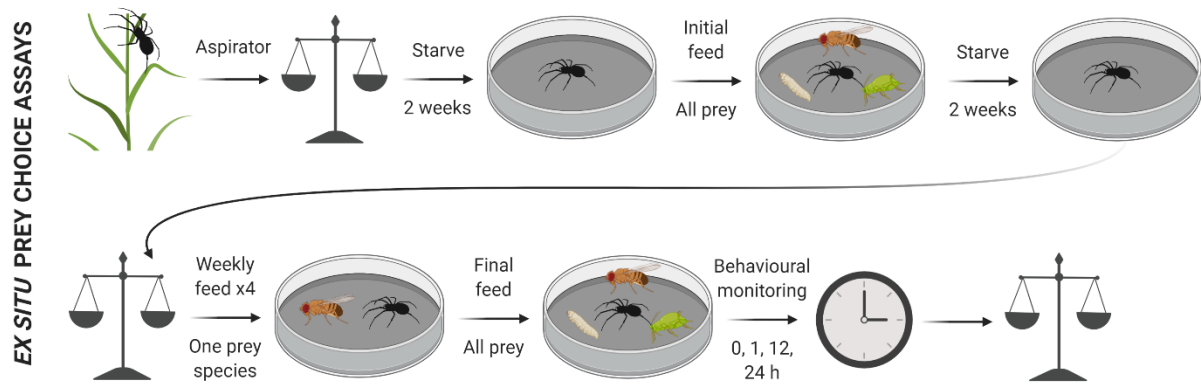 EX SITU PREY CHOICE ASSAYS
Aspirator
Starve
2 weeks
Initial
feed
All prey
Starve
2 weeks
Weekly
feed x4
One prey
species
Final
feed
All prey
Behavioural
monitoring
0, 1, 12,
24 h